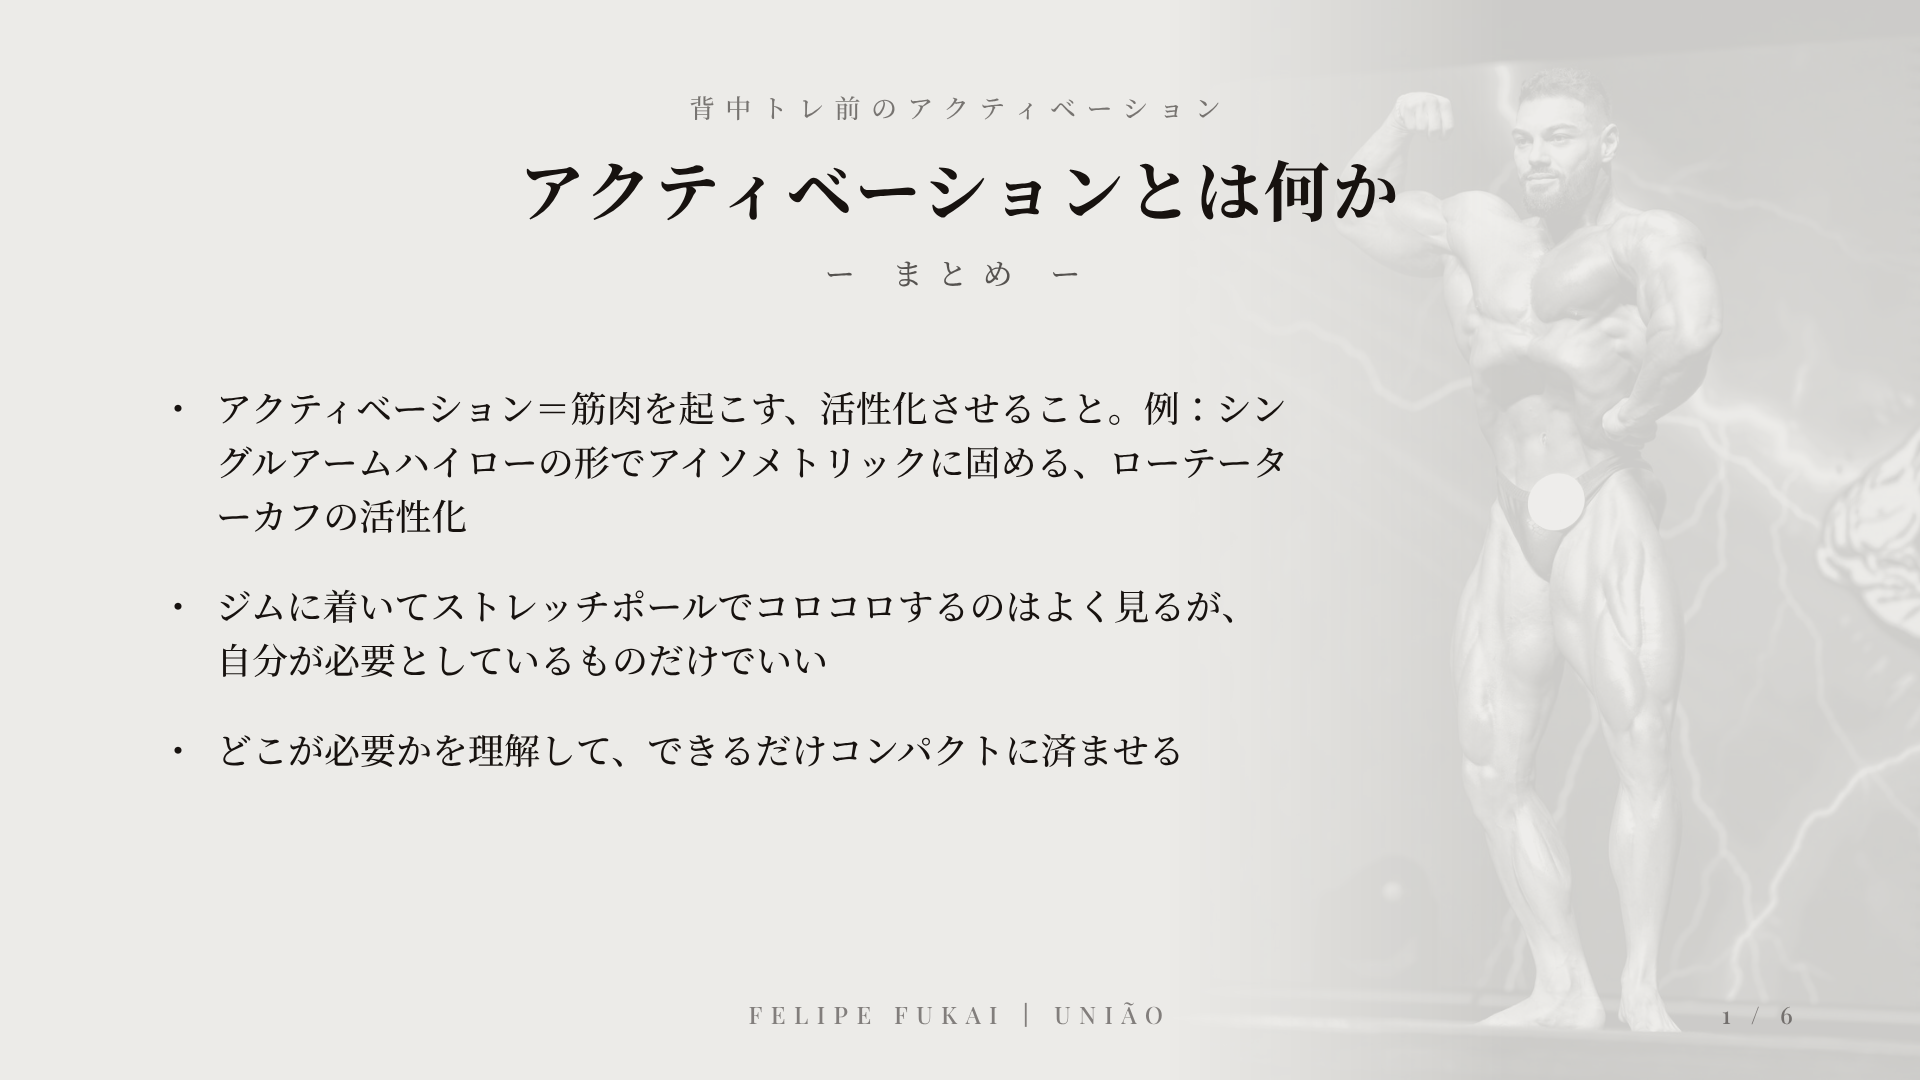 背中トレ前のアクティベーション
アクティベーションとは何か
ー まとめ ー
・ アクティベーション＝筋肉を起こす、活性化させること。例：シン
グルアームハイローの形でアイソメトリックに固める、ローテータ
ーカフの活性化
・ ジムに着いてストレッチポールでコロコロするのはよく見るが、
自分が必要としているものだけでいい
・ どこが必要かを理解して、できるだけコンパクトに済ませる
FELIPE FUKAI | UNIÃO
1 / 6